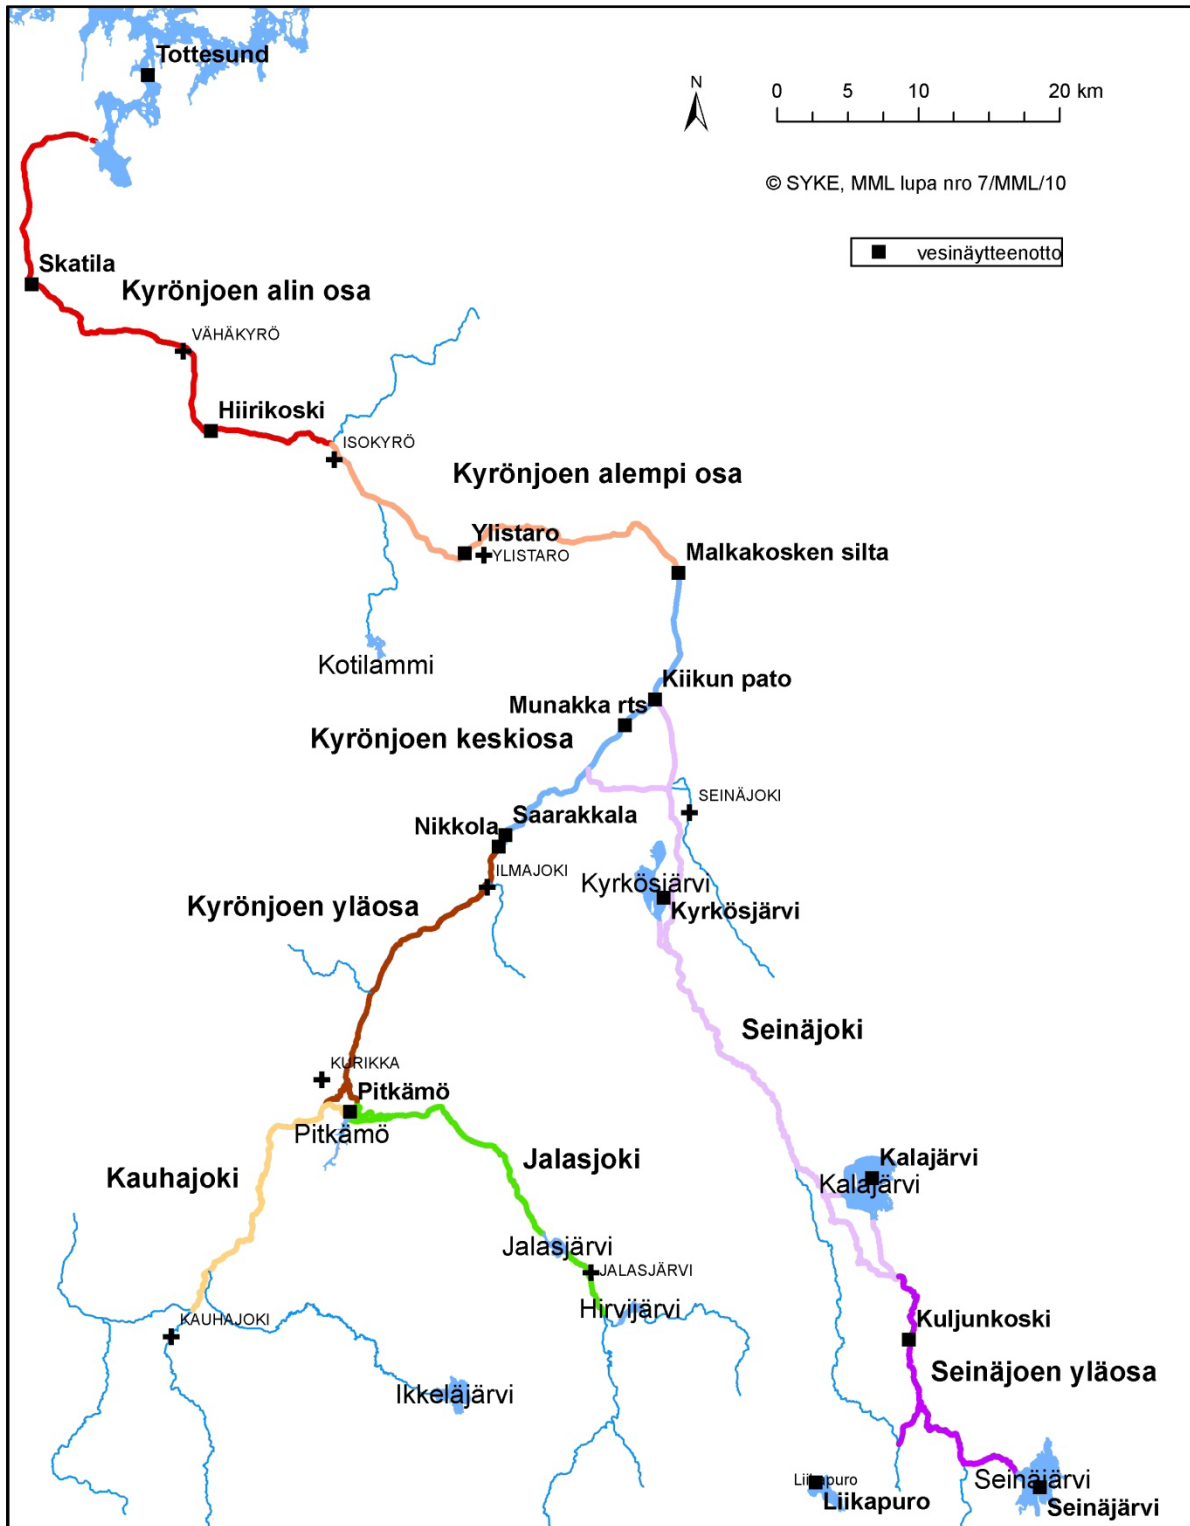 Tottesund
N
0 5 10 20 km
© SYKE, MML lupa nro 7/MML/10
vesinäytteenotto
Skatila
Kyrönjoen alin osa
VÄHÄKYRÖ
Hiirikoski
ISOKYRÖ
Kyrönjoen alempi osa
Ylistaro
YLISTARO
Malkakosken silta
Kotilammi
Kiikun pato
Munakka rts
Kyrönjoen keskiosa
SEINÄJOKI
Saarakkala
Nikkola
ILMAJOKI
Kyrkösjärvi
Kyrkösjärvi
Kyrönjoen yläosa
Seinäjoki
KURIKKA
Pitkämö
Pitkämö
Jalasjoki
Kalajärvi
Kalajärvi
Kauhajoki
Jalasjärvi
JALASJÄRVI
Hirvijärvi
KAUHAJOKI
Kuljunkoski
Seinäjoen yläosa
Ikkeläjärvi
Liikapuro
Liikapuro
Seinäjärvi
Seinäjärvi